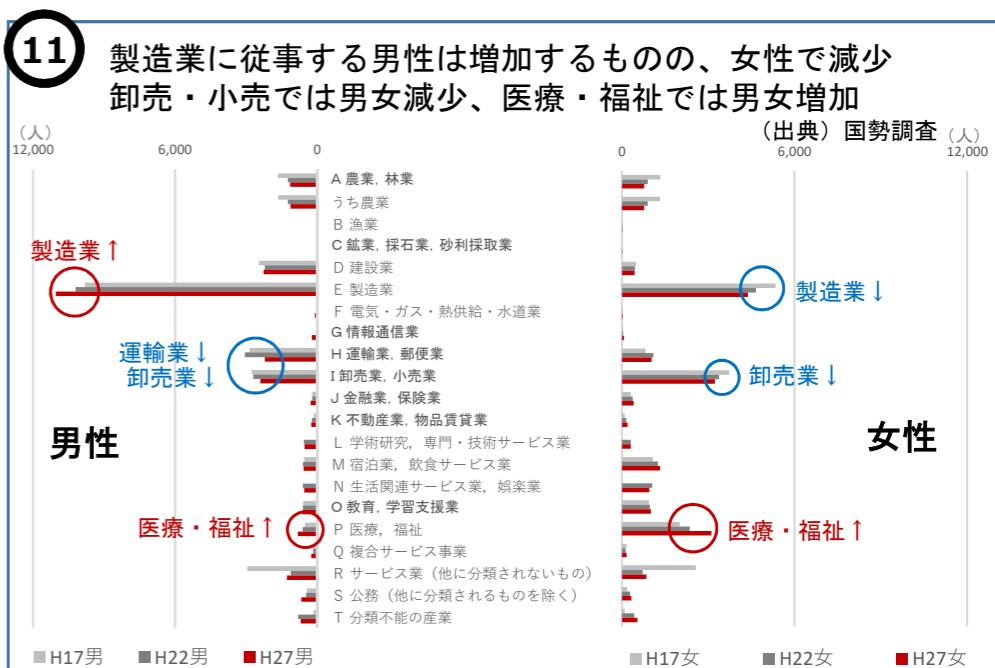 11
製造業に従事する男性は増加するものの、女性で減少
卸売・小売では男女減少、医療・福祉では男女増加
（出典）国勢調査
（人）
（人）
12,000
6,000
0
0
6,000
12,000
A 農業，林業
うち農業
B 漁業
C 鉱業，採石業，砂利採取業
D 建設業
E 製造業
F 電気・ガス・熱供給・水道業
G 情報通信業
H 運輸業，郵便業
I 卸売業，小売業
J 金融業，保険業
K 不動産業，物品賃貸業
L 学術研究，専門・技術サービス業
M 宿泊業，飲食サービス業
N 生活関連サービス業，娯楽業
O 教育，学習支援業
P 医療，福祉
Q 複合サービス事業
R サービス業（他に分類されないもの）
S 公務（他に分類されるものを除く）
T 分類不能の産業
製造業↑
運輸業↓
卸売業↓
男性
医療・福祉↑
製造業↓
卸売業↓
女性
医療・福祉↑
H17男
H22男
H27男
H17女
H22女
H27女